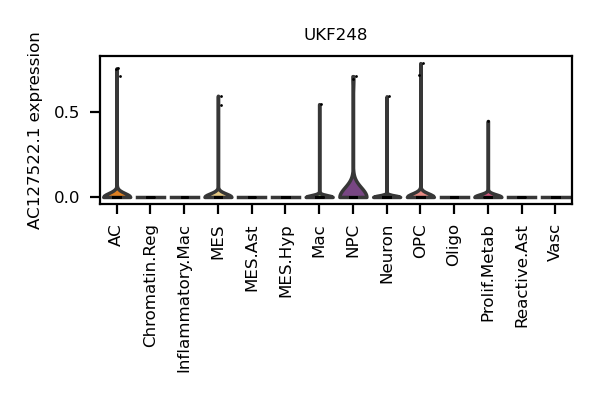 UKF248
AC127522.1 expression
0.5
0.0
AC
Chromatin.Reg
Inflammatory.Mac
MES
MES.Ast
MES.Hyp
Mac
NPC
Neuron
OPC
Oligo
Prolif.Metab
Reactive.Ast
Vasc